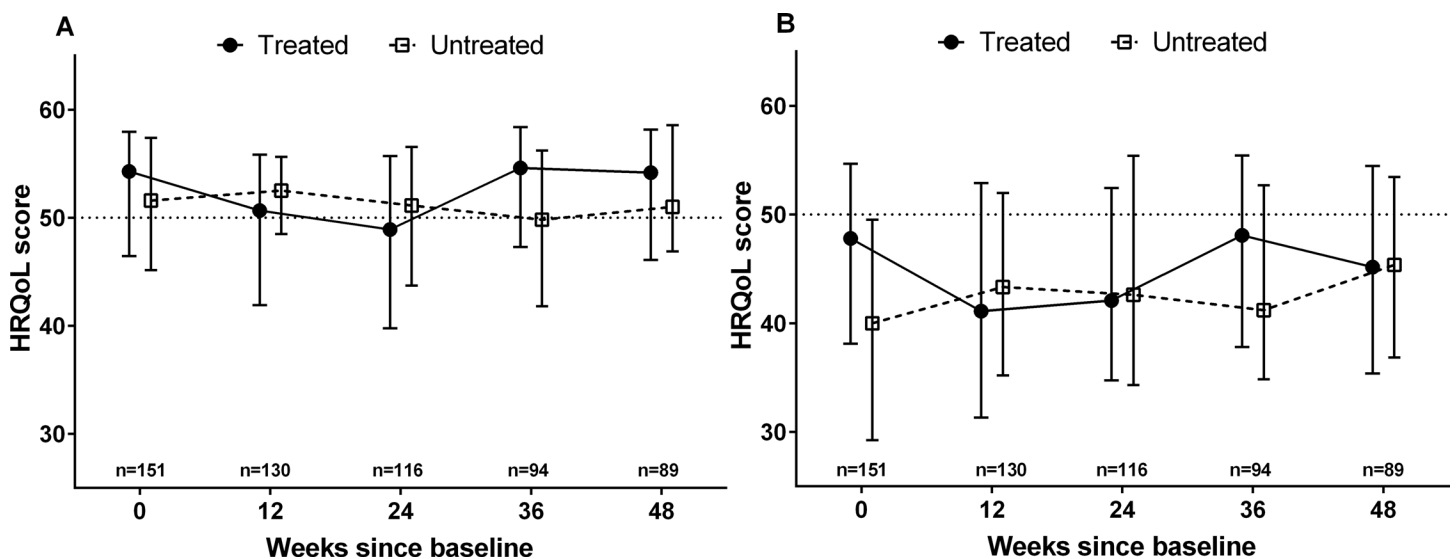 A
Treated Untreated
60
50
40
30
HRQoL score
n=151 n=130 n=116 n=94 n=89
0 12 24 36 48
Weeks since baseline
B
Treated Untreated
60
50
40
30
HRQoL score
n=151 n=130 n=116 n=94 n=89
0 12 24 36 48
Weeks since baseline